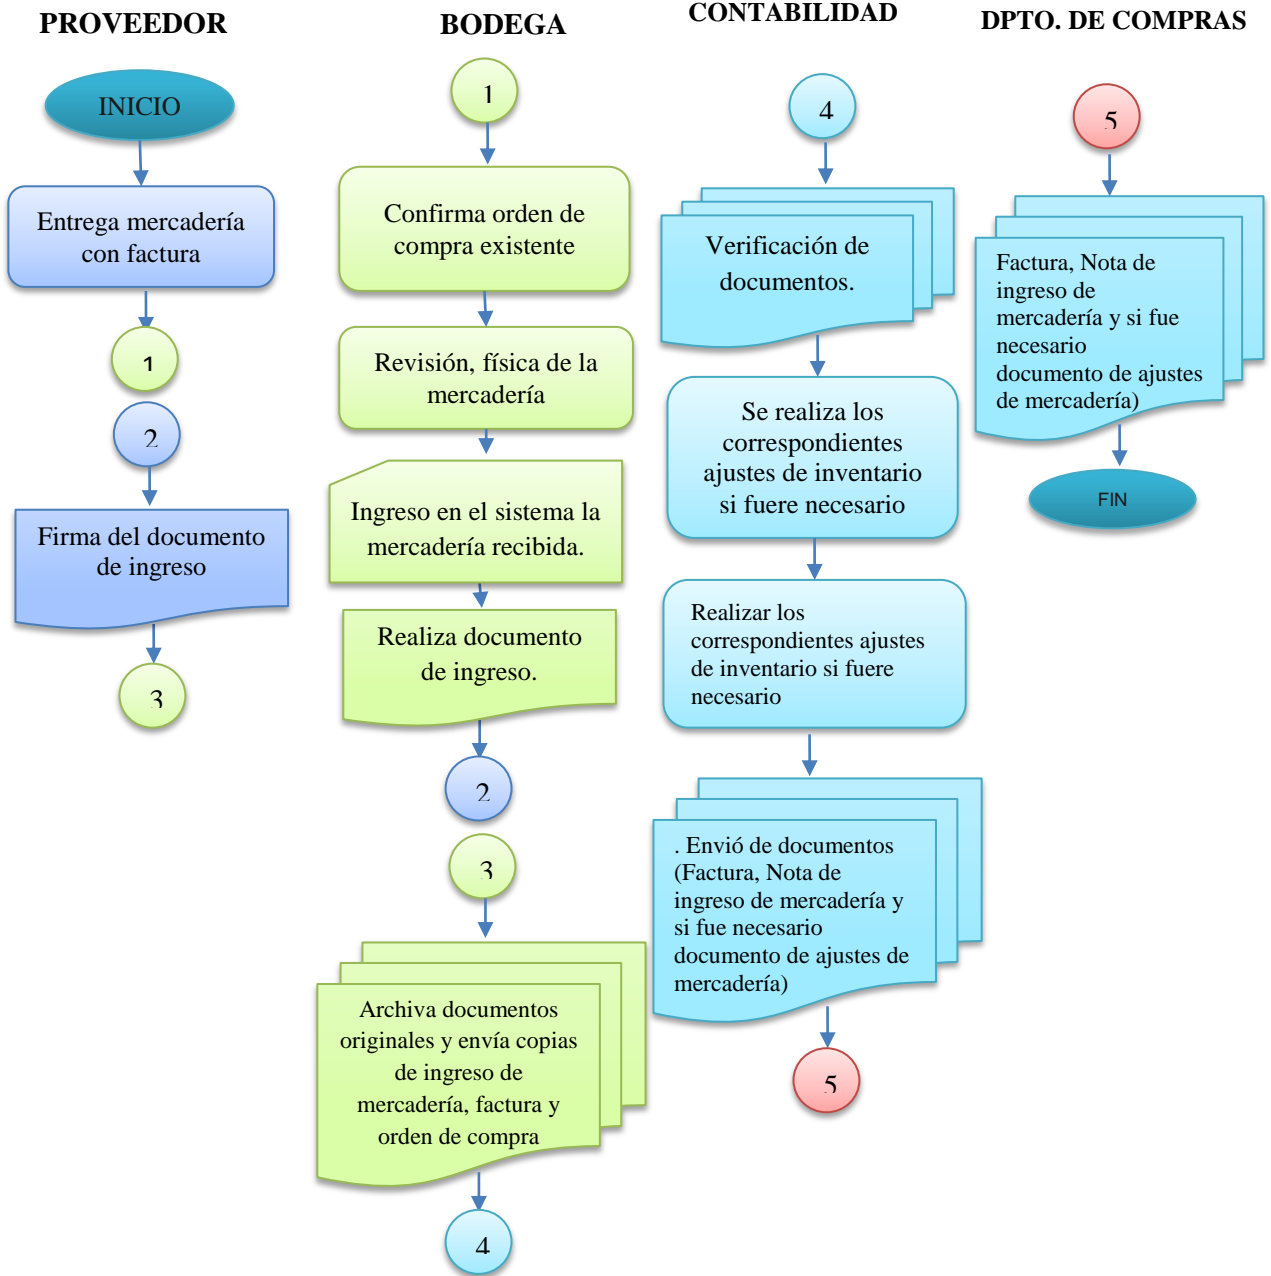 PROVEEDOR
INICIO
Entrega mercadería
con factura
1
2
Firma del documento
de ingreso
3
BODEGA
1
Confirma orden de
compra existente
Revisión, física de la
mercadería
Ingreso en el sistema la
mercadería recibida.
Realiza documento
de ingreso.
2
3
Archiva documentos
originales y envía copias
de ingreso de
mercadería, factura y
orden de compra
4
CONTABILIDAD
4
Verificación de
documentos.
Se realiza los
correspondientes
ajustes de inventario
si fuere necesario
Realizar los
correspondientes ajustes
de inventario si fuere
necesario
. Envió de documentos
(Factura, Nota de
ingreso de mercadería y
si fue necesario
documento de ajustes de
mercadería)
5
DPTO. DE COMPRAS
5
Factura, Nota de
ingreso de
mercadería y si fue
necesario
documento de ajustes
de mercadería)
FIN